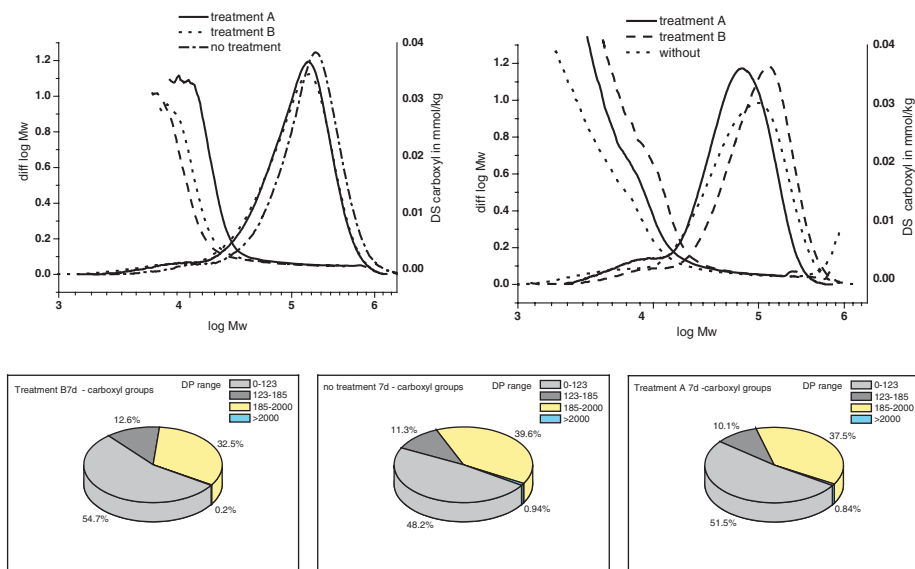 treatment A
treatment B
no treatment
1.2
1.0
0.8
0.6
0.4
0.2
0.0
diff log Mw
0.04
0.03
0.02
0.01
0.00
DS carboxyl in mmol/kg
3 4 5 6
log Mw
treatment A
treatment B
without
1.2
1.0
0.8
0.6
0.4
0.2
0.0
diff log Mw
0.04
0.03
0.02
0.01
0.00
DS carboxyl in mmol/kg
3 4 5 6
log Mw
Treatment B7d - carboxyl groups
DP range
0-123
123-185
185-2000
>2000
12.6%
32.5%
54.7%
0.2%
no treatment 7d - carboxyl groups
DP range
0-123
123-185
185-2000
>2000
11.3%
39.6%
48.2%
0.94%
Treatment A 7d -carboxyl groups
DP range
0-123
123-185
185-2000
>2000
10.1%
37.5%
51.5%
0.84%